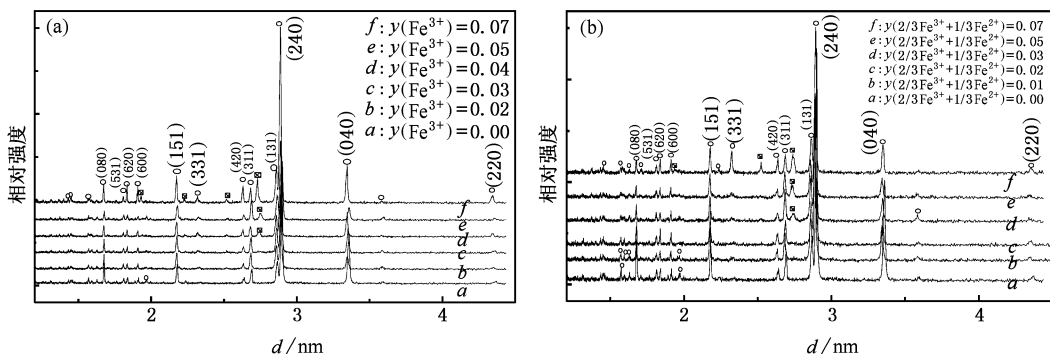 (a)
f: y(Fe³⁺)=0.07
e: y(Fe³⁺)=0.05
d: y(Fe³⁺)=0.04
c: y(Fe³⁺)=0.03
b: y(Fe³⁺)=0.02
a: y(Fe³⁺)=0.00
(240)
(080)
(531)
(620)
(600)
(151)
(331)
(420)
(311)
(131)
(040)
(220)
f
e
d
c
b
a
相对强度
2
3
4
d/nm
(b)
f: y(2/3Fe³⁺+1/3Fe²⁺)=0.07
e: y(2/3Fe³⁺+1/3Fe²⁺)=0.05
d: y(2/3Fe³⁺+1/3Fe²⁺)=0.03
c: y(2/3Fe³⁺+1/3Fe²⁺)=0.02
b: y(2/3Fe³⁺+1/3Fe²⁺)=0.01
a: y(2/3Fe³⁺+1/3Fe²⁺)=0.00
(240)
(080)
(531)
(620)
(600)
(151)
(331)
(420)
(311)
(131)
(040)
(220)
f
e
d
c
b
a
相对强度
2
3
4
d/nm